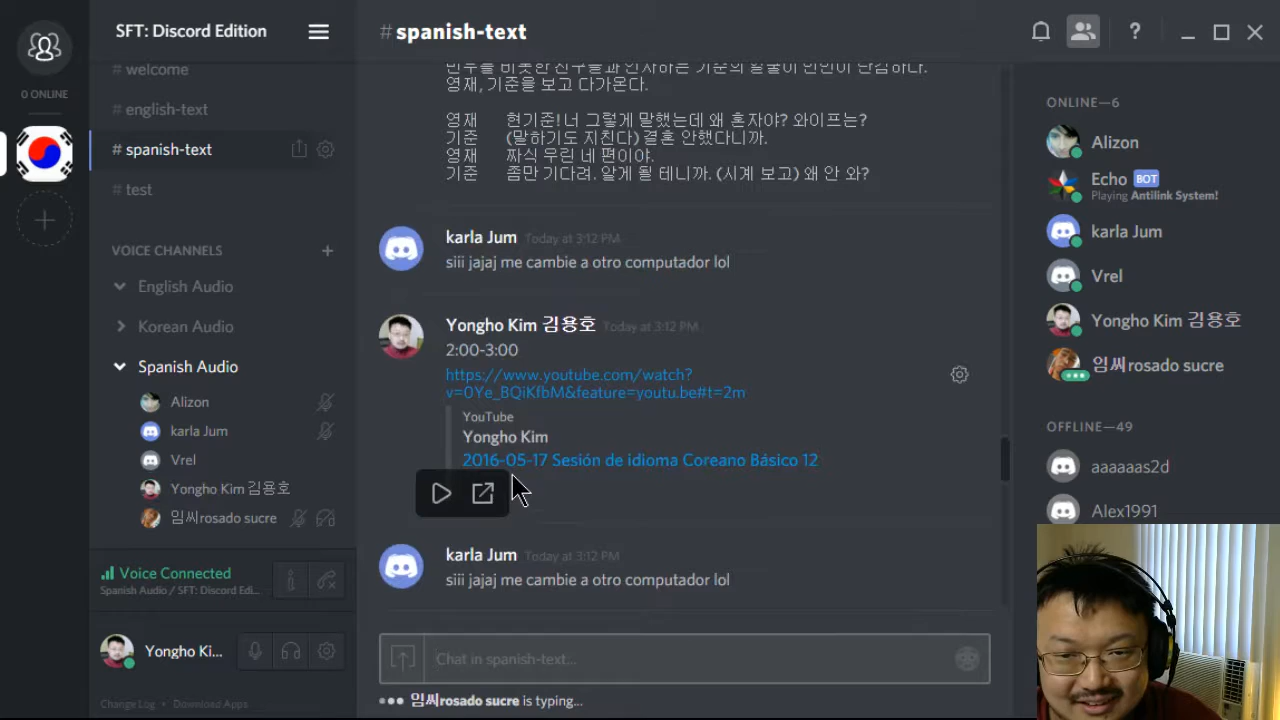 SFT: Discord Edition
# spanish-text
0 ONLINE
# welcome
# english-text
# spanish-text
# test
VOICE CHANNELS
English Audio
Korean Audio
Spanish Audio
Alizon
karla Jum
Vrel
Yongho Kim 김용호
임씨rosado sucre
Voice Connected
Spanish Audio / SFT: Discord Edi...
Yongho Ki...
Change Log • Download Apps
영재, 기준을 보고 다가온다.
영재 현기준! 너 그렇게 말했는데 왜 혼자야? 와이프는?
기준 (말하기도 지친다) 결혼 안했다니까.
영재 짜식 우린 네 편이야.
기준 좀만 기다려. 알게 될 테니까. (시계 보고) 왜 안 와?
karla Jum Today at 3:12 PM
siii jajaj me cambie a otro computador lol
Yongho Kim 김용호 Today at 3:12 PM
2:00-3:00
https://www.youtube.com/watch?
v=0Ye_BQiKfbM&feature=youtu.be#t=2m
YouTube
Yongho Kim
2016-05-17 Sesión de idioma Coreano Básico 12
karla Jum Today at 3:12 PM
siii jajaj me cambie a otro computador lol
Chat in spanish-text...
임씨rosado sucre is typing...
ONLINE—6
Alizon
Echo BOT
Playing Antilink System!
karla Jum
Vrel
Yongho Kim 김용호
임씨rosado sucre
OFFLINE—49
aaaaaas2d
Alex1991